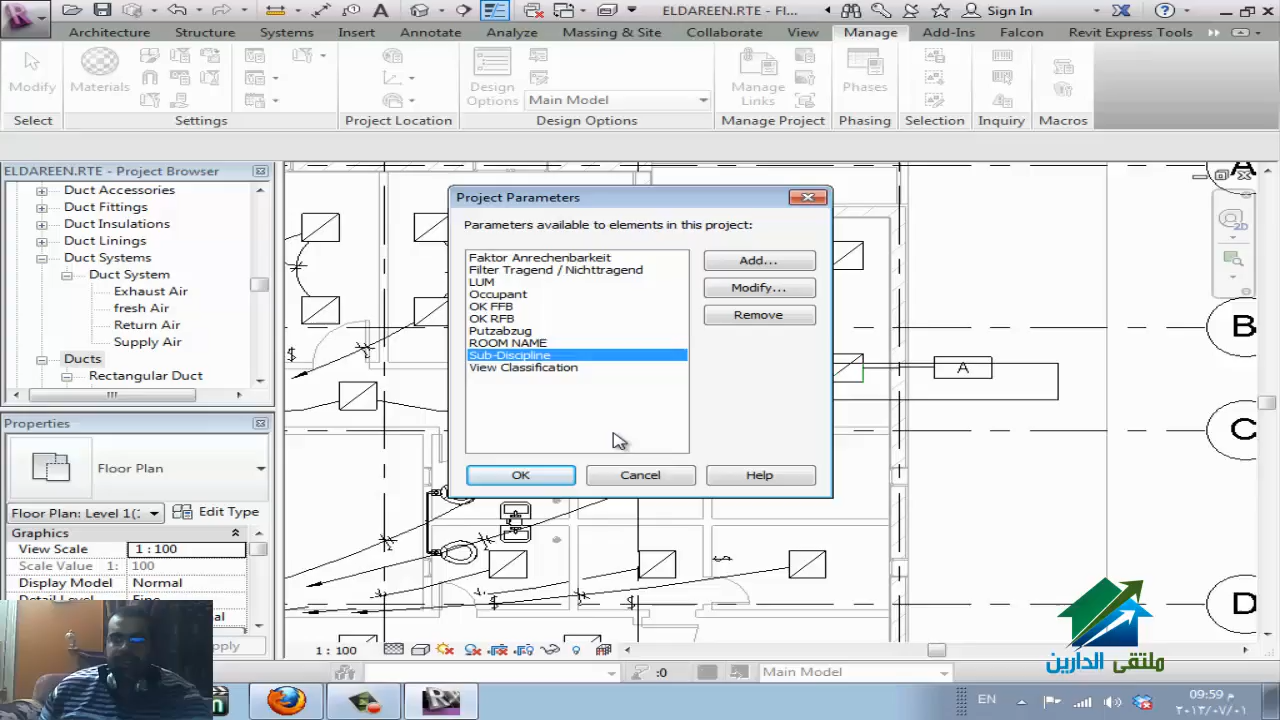 ELDAREEN.RTE - Fl...
Sign In
Architecture
Structure
Systems
Insert
Annotate
Analyze
Massing & Site
Collaborate
View
Manage
Add-Ins
Falcon
Revit Express Tools
Modify
Materials
Design
Options
Main Model
Manage
Links
Phases
Select
Settings
Project Location
Design Options
Manage Project
Phasing
Selection
Inquiry
Macros
ELDAREEN.RTE - Project Browser
Duct Accessories
Duct Fittings
Duct Insulations
Duct Linings
Duct Systems
Duct System
Exhaust Air
fresh Air
Return Air
Supply Air
Ducts
Rectangular Duct
Properties
Floor Plan
Floor Plan: Level 1(
Edit Type
Graphics
View Scale
1 : 100
Scale Value 1:
100
Display Model
Normal
Project Parameters
Parameters available to elements in this project:
Faktor Anrechenbarkeit
Filter Tragend / Nichttragend
LUM
Occupant
OK FFB
OK RFB
Putzabzug
ROOM NAME
Sub-Discipline
View Classification
Add...
Modify...
Remove
OK
Cancel
Help
A
B
A
C
D
2D
ملتقى الدارين
1 : 100
:0
Main Model
EN
09:59 م
٢٠١٣/٠٧/٠١